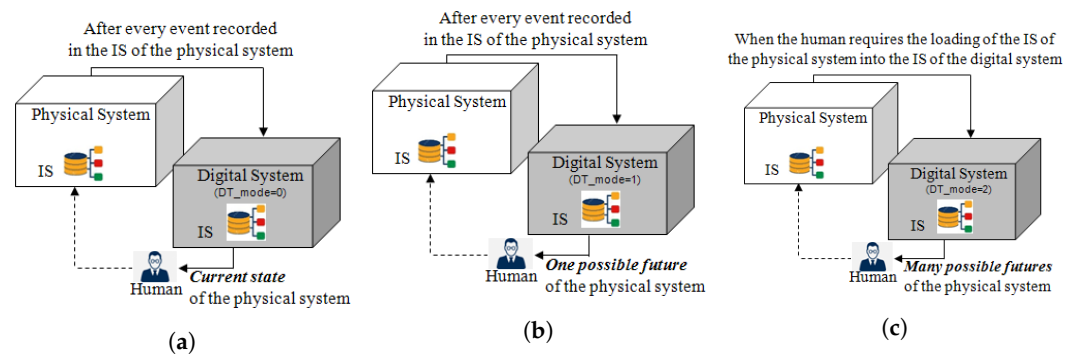 After every event recorded
in the IS of the physical system
Physical System
IS
Digital System
(DT_mode=0)
IS
Human
Current state
of the physical system
(a)
After every event recorded
in the IS of the physical system
Physical System
IS
Digital System
(DT_mode=1)
IS
Human
One possible future
of the physical system
(b)
When the human requires the loading of the IS of
the physical system into the IS of the digital system
Physical System
IS
Digital System
(DT_mode=2)
IS
Human
Many possible futures
of the physical system
(c)